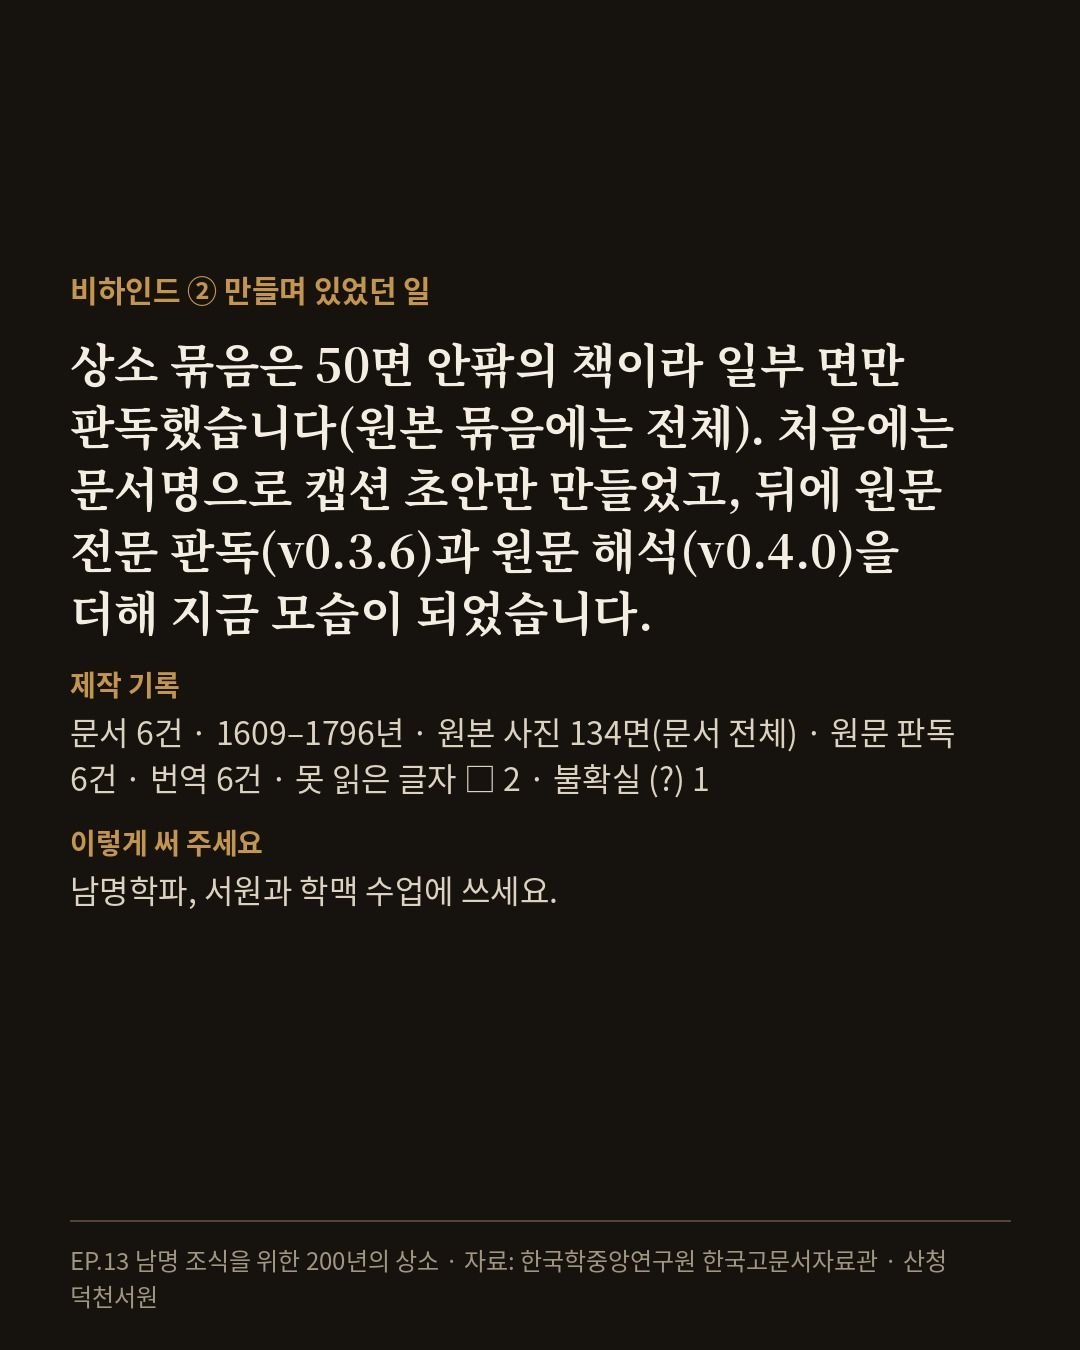 비하인드 ② 만들며 있었던 일
상소 묶음은 50면 안팎의 책이라 일부 면만
판독했습니다(원본 묶음에는 전체). 처음에는
문서명으로 캡션 초안만 만들었고, 뒤에 원문
전문 판독(v0.3.6)과 원문 해석(v0.4.0)을
더해 지금 모습이 되었습니다.
제작 기록
문서 6건 · 1609–1796년 · 원본 사진 134면(문서 전체) · 원문 판독
6건 · 번역 6건 · 못 읽은 글자 □ 2 · 불확실 (?) 1
이렇게 써 주세요
남명학파, 서원과 학맥 수업에 쓰세요.
EP.13 남명 조식을 위한 200년의 상소 · 자료: 한국학중앙연구원 한국고문서자료관 · 산청
덕천서원